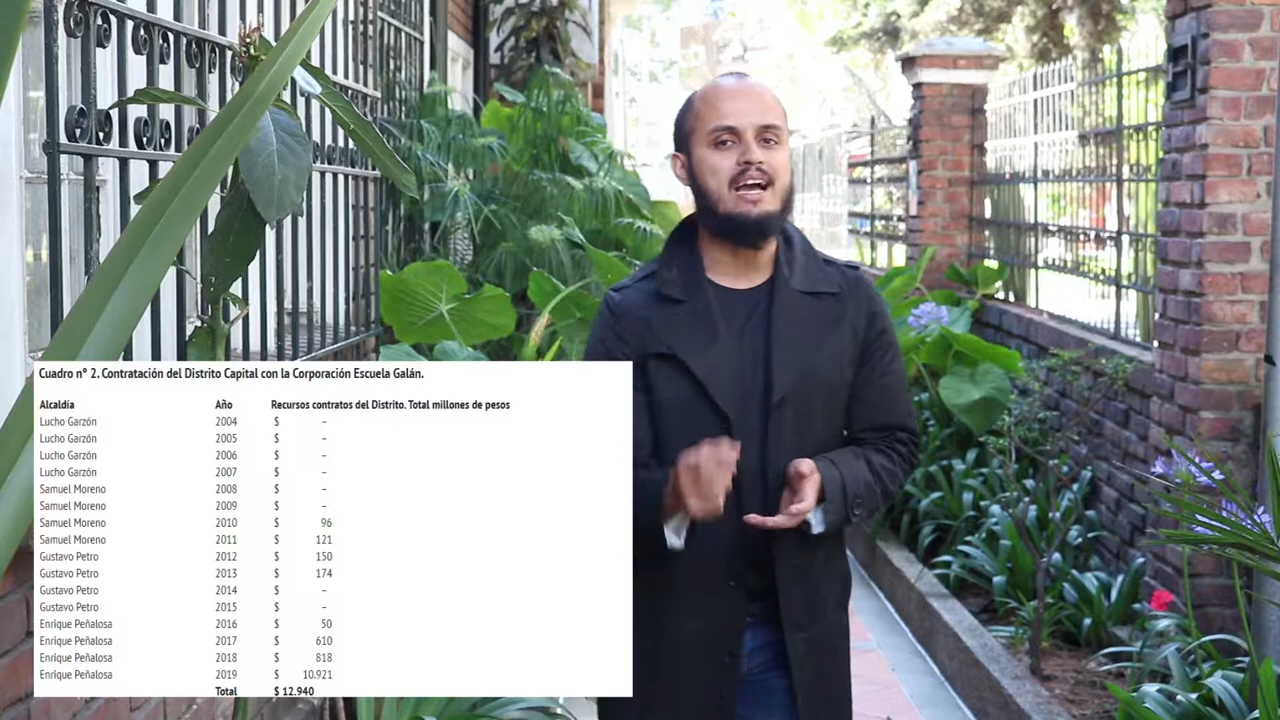 Cuadro n° 2. Contratación del Distrito Capital con la Corporación Escuela Galán.
Alcaldía Año Recursos contratos del Distrito. Total millones de pesos
Lucho Garzón 2004 $ –
Lucho Garzón 2005 $ –
Lucho Garzón 2006 $ –
Lucho Garzón 2007 $ –
Samuel Moreno 2008 $ –
Samuel Moreno 2009 $ –
Samuel Moreno 2010 $ 96
Samuel Moreno 2011 $ 121
Gustavo Petro 2012 $ 150
Gustavo Petro 2013 $ 174
Gustavo Petro 2014 $ –
Gustavo Petro 2015 $ –
Enrique Peñalosa 2016 $ 50
Enrique Peñalosa 2017 $ 610
Enrique Peñalosa 2018 $ 818
Enrique Peñalosa 2019 $ 10.921
Total $ 12.940